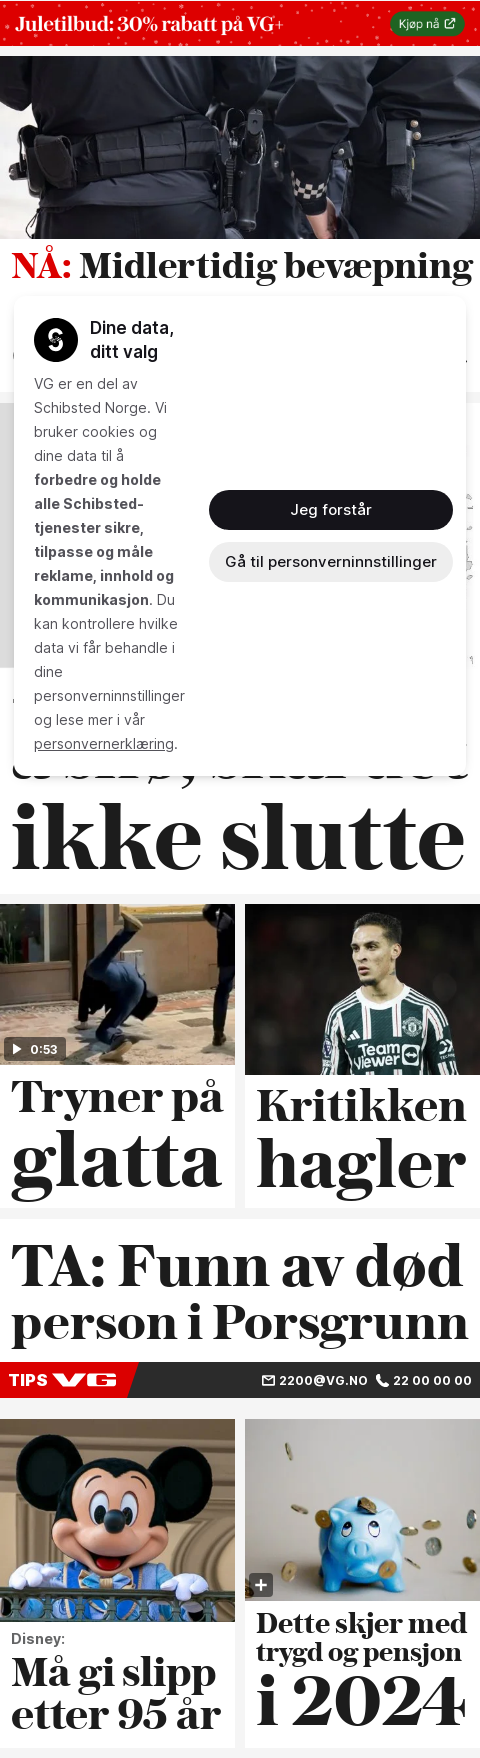 Juletilbud: 30% rabatt på VG+
Kjøp nå
NÅ: Midlertidig bevæpning
Dine data,
ditt valg
VG er en del av
Schibsted Norge. Vi
bruker cookies og
dine data til å
forbedre og holde
alle Schibsted-
tjenester sikre,
tilpasse og måle
reklame, innhold og
kommunikasjon. Du
kan kontrollere hvilke
data vi får behandle i
dine
personverninnstillinger
og lese mer i vår
personvernerklæring.
Jeg forstår
Gå til personverninnstillinger
ikke slutte
0:53
TeamViewer
Tryner på
glatta
Kritikken
hagler
TA: Funn av død
person i Porsgrunn
TIPS VG
2200@VG.NO 22 00 00 00
Disney:
Må gi slipp
etter 95 år
Dette skjer med
trygd og pensjon
i 2024